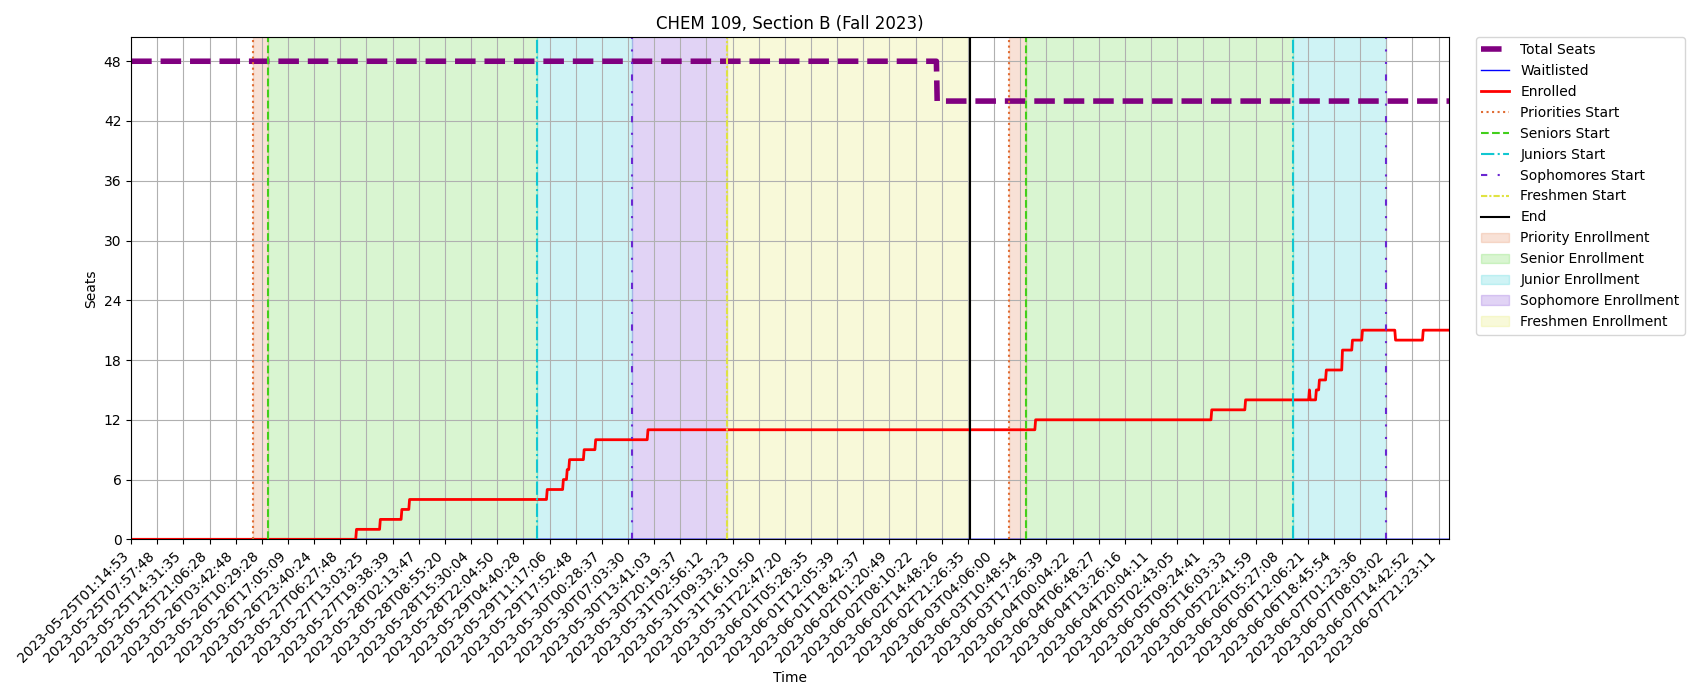 CHEM 109, Section B (Fall 2023)
48
42
36
30
24
18
12
6
0
Seats
2023-05-25T01:14:53
2023-05-25T07:57:48
2023-05-25T14:31:35
2023-05-25T21:06:28
2023-05-26T03:42:48
2023-05-26T10:29:28
2023-05-26T17:05:09
2023-05-26T23:40:24
2023-05-27T06:27:48
2023-05-27T13:03:25
2023-05-27T19:38:39
2023-05-28T02:13:47
2023-05-28T08:55:20
2023-05-28T15:30:04
2023-05-28T22:04:50
2023-05-29T04:40:28
2023-05-29T11:17:06
2023-05-29T17:52:48
2023-05-30T00:28:37
2023-05-30T07:03:30
2023-05-30T13:41:03
2023-05-30T20:19:37
2023-05-31T02:56:12
2023-05-31T09:33:23
2023-05-31T16:10:50
2023-05-31T22:47:20
2023-06-01T05:28:35
2023-06-01T12:05:39
2023-06-01T18:42:37
2023-06-02T01:20:49
2023-06-02T08:10:22
2023-06-02T14:48:26
2023-06-02T21:26:35
2023-06-03T04:06:00
2023-06-03T10:48:54
2023-06-03T17:26:39
2023-06-04T00:04:22
2023-06-04T06:48:27
2023-06-04T13:26:16
2023-06-04T20:04:11
2023-06-05T02:43:05
2023-06-05T09:24:41
2023-06-05T16:03:33
2023-06-05T22:41:59
2023-06-06T05:27:08
2023-06-06T12:06:21
2023-06-06T18:45:54
2023-06-07T01:23:36
2023-06-07T08:03:02
2023-06-07T14:42:52
2023-06-07T21:23:11
Time
Total Seats
Waitlisted
Enrolled
Priorities Start
Seniors Start
Juniors Start
Sophomores Start
Freshmen Start
End
Priority Enrollment
Senior Enrollment
Junior Enrollment
Sophomore Enrollment
Freshmen Enrollment